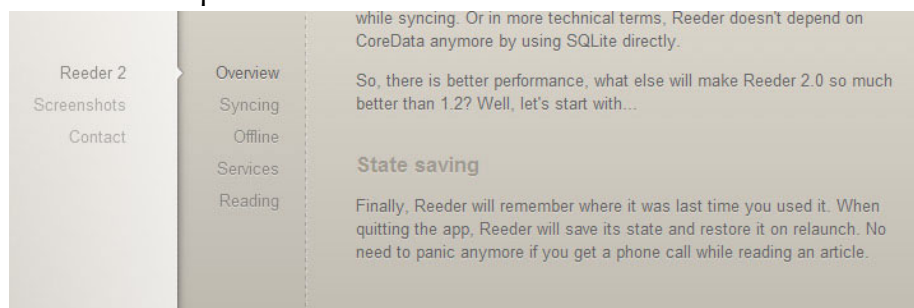 while syncing. Or in more technical terms, Reeder doesn't depend on
CoreData anymore by using SQLite directly.
Reeder 2
Screenshots
Contact
Overview
Syncing
Offline
Services
Reading
So, there is better performance, what else will make Reeder 2.0 so much
better than 1.2? Well, let's start with...
State saving
Finally, Reeder will remember where it was last time you used it. When
quitting the app, Reeder will save its state and restore it on relaunch. No
need to panic anymore if you get a phone call while reading an article.